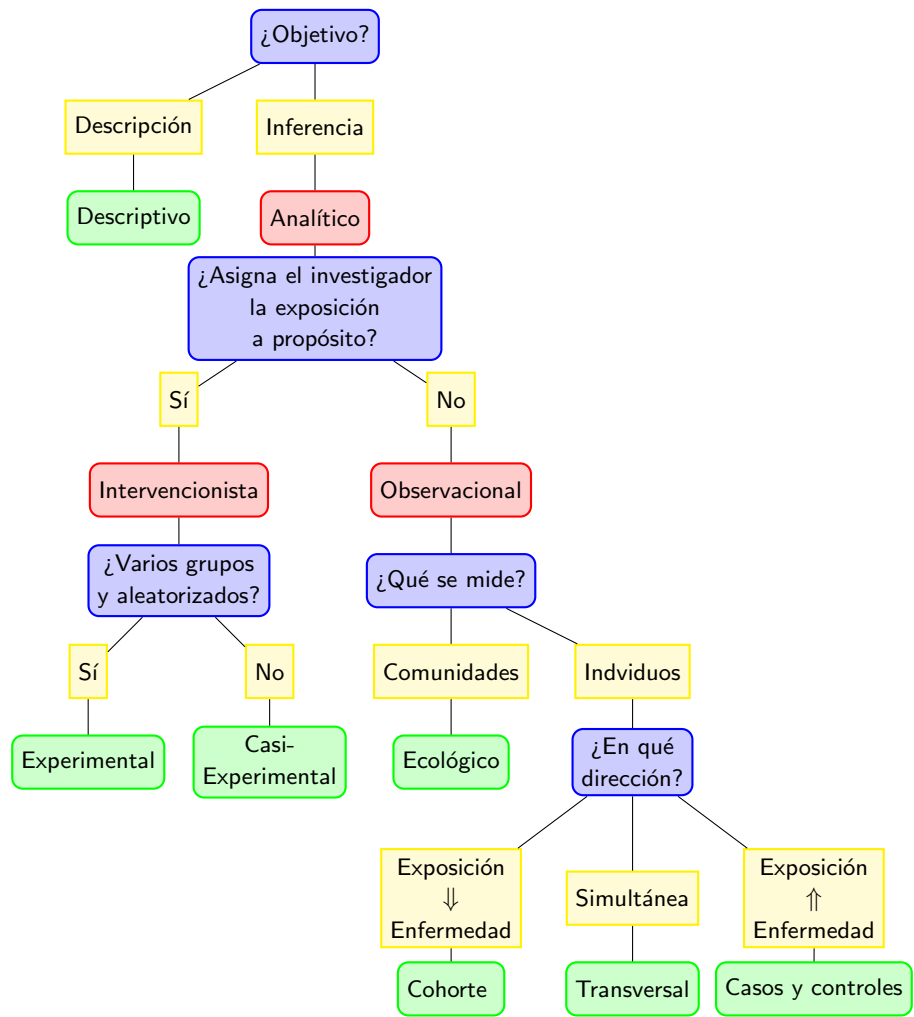 ¿Objetivo?
Descripción
Inferencia
Descriptivo
Analítico
¿Asigna el investigador
la exposición
a propósito?
Sí
No
Intervencionista
Observacional
¿Varios grupos
y aleatorizados?
¿Qué se mide?
Sí
No
Comunidades
Indviduos
Experimental
Casi-
Experimental
Ecológico
¿En qué
dirección?
Exposición
⇓
Enfermedad
Simultánea
Exposición
⇑
Enfermedad
Cohorte
Transversal
Casos y controles